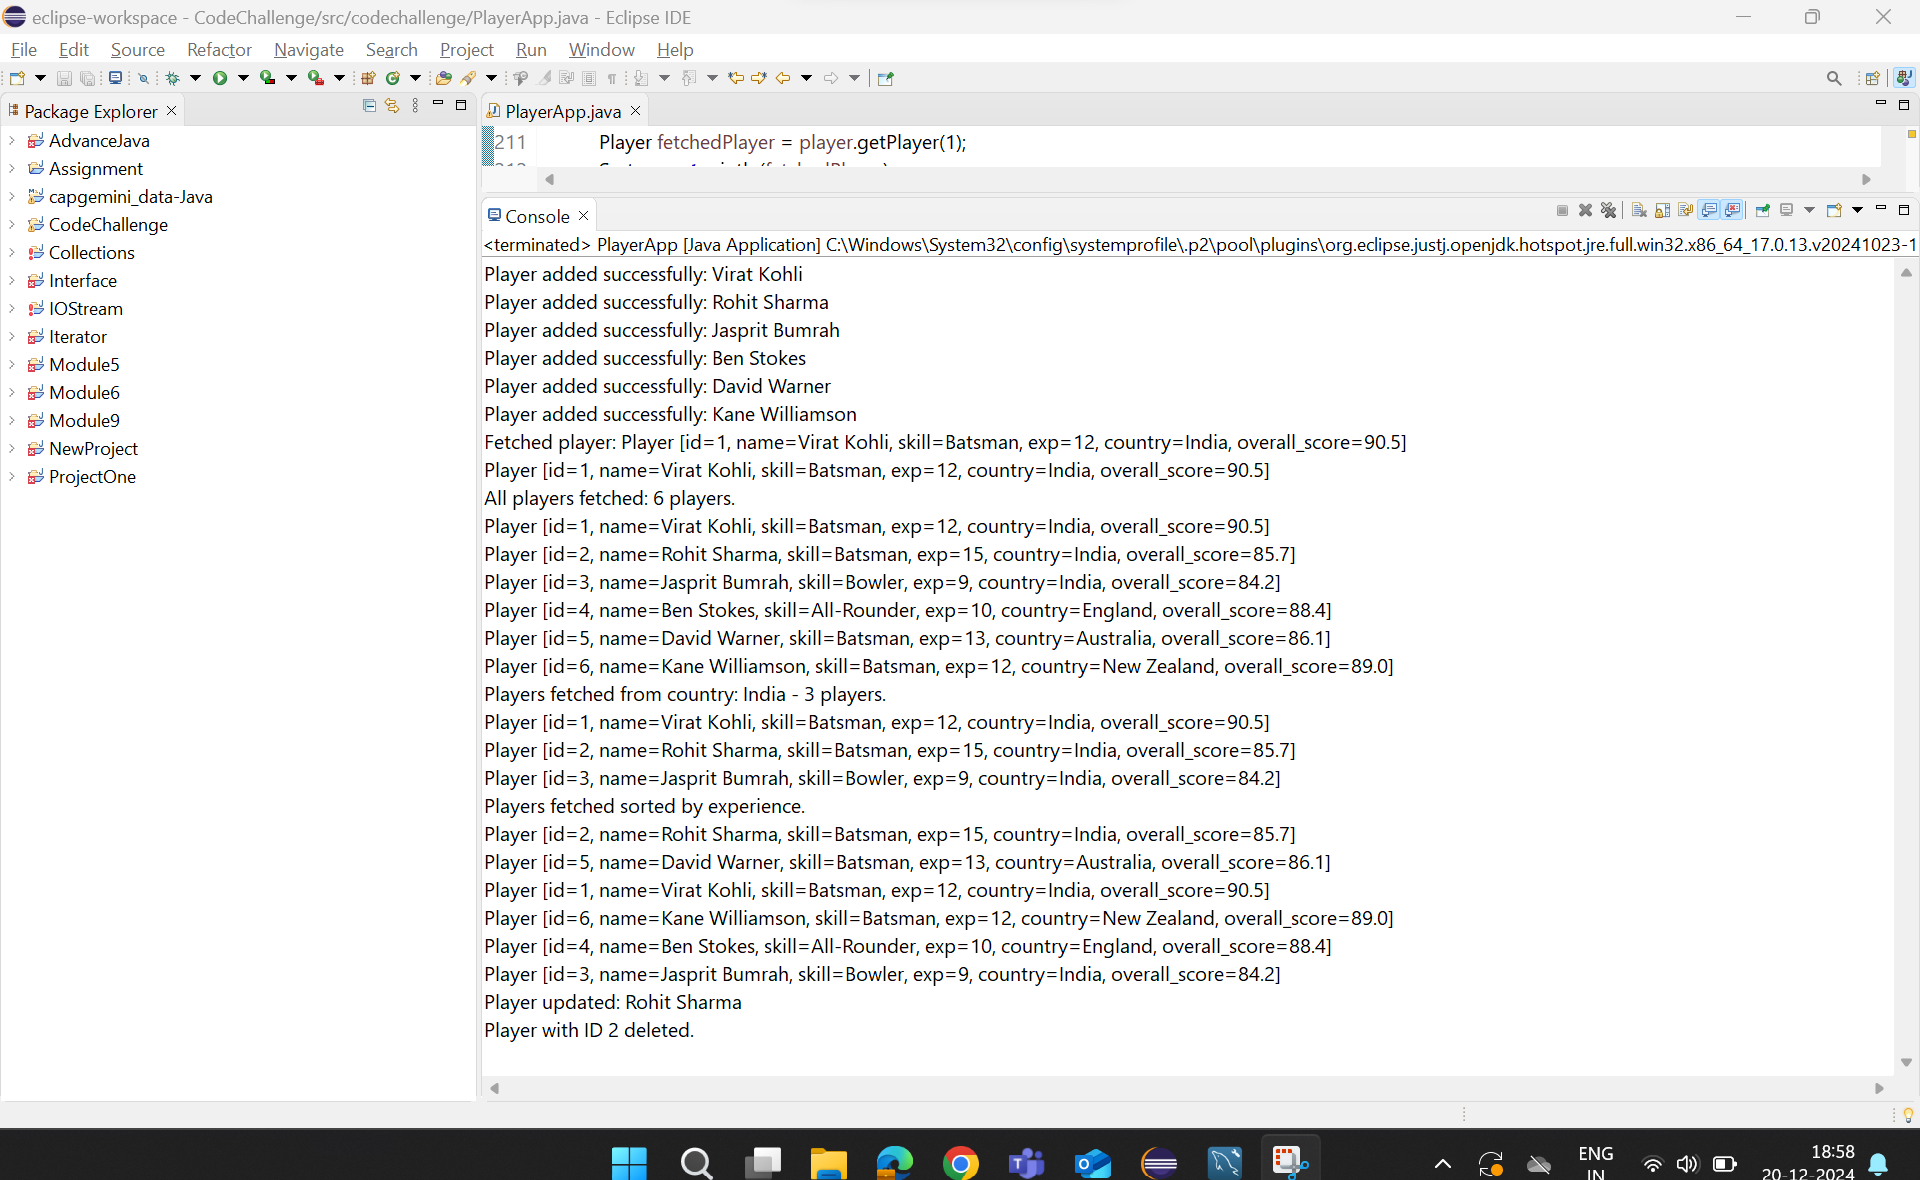 eclipse-workspace - CodeChallenge/src/codechallenge/PlayerApp.java - Eclipse IDE
File Edit Source Refactor Navigate Search Project Run Window Help
Package Explorer
AdvanceJava
Assignment
capgemini_data-Java
CodeChallenge
Collections
Interface
IOStream
Iterator
Module5
Module6
Module9
NewProject
ProjectOne
PlayerApp.java
211 Player fetchedPlayer = player.getPlayer(1);
Console
<terminated> PlayerApp [Java Application] C:\Windows\System32\config\systemprofile\.p2\pool\plugins\org.eclipse.justj.openjdk.hotspot.jre.full.win32.x86_64_17.0.13.v20241023-1
Player added successfully: Virat Kohli
Player added successfully: Rohit Sharma
Player added successfully: Jasprit Bumrah
Player added successfully: Ben Stokes
Player added successfully: David Warner
Player added successfully: Kane Williamson
Fetched player: Player [id=1, name=Virat Kohli, skill=Batsman, exp=12, country=India, overall_score=90.5]
Player [id=1, name=Virat Kohli, skill=Batsman, exp=12, country=India, overall_score=90.5]
All players fetched: 6 players.
Player [id=1, name=Virat Kohli, skill=Batsman, exp=12, country=India, overall_score=90.5]
Player [id=2, name=Rohit Sharma, skill=Batsman, exp=15, country=India, overall_score=85.7]
Player [id=3, name=Jasprit Bumrah, skill=Bowler, exp=9, country=India, overall_score=84.2]
Player [id=4, name=Ben Stokes, skill=All-Rounder, exp=10, country=England, overall_score=88.4]
Player [id=5, name=David Warner, skill=Batsman, exp=13, country=Australia, overall_score=86.1]
Player [id=6, name=Kane Williamson, skill=Batsman, exp=12, country=New Zealand, overall_score=89.0]
Players fetched from country: India - 3 players.
Player [id=1, name=Virat Kohli, skill=Batsman, exp=12, country=India, overall_score=90.5]
Player [id=2, name=Rohit Sharma, skill=Batsman, exp=15, country=India, overall_score=85.7]
Player [id=3, name=Jasprit Bumrah, skill=Bowler, exp=9, country=India, overall_score=84.2]
Players fetched sorted by experience.
Player [id=2, name=Rohit Sharma, skill=Batsman, exp=15, country=India, overall_score=85.7]
Player [id=5, name=David Warner, skill=Batsman, exp=13, country=Australia, overall_score=86.1]
Player [id=1, name=Virat Kohli, skill=Batsman, exp=12, country=India, overall_score=90.5]
Player [id=6, name=Kane Williamson, skill=Batsman, exp=12, country=New Zealand, overall_score=89.0]
Player [id=4, name=Ben Stokes, skill=All-Rounder, exp=10, country=England, overall_score=88.4]
Player [id=3, name=Jasprit Bumrah, skill=Bowler, exp=9, country=India, overall_score=84.2]
Player updated: Rohit Sharma
Player with ID 2 deleted.
ENG
IN
18:58
20-12-2024